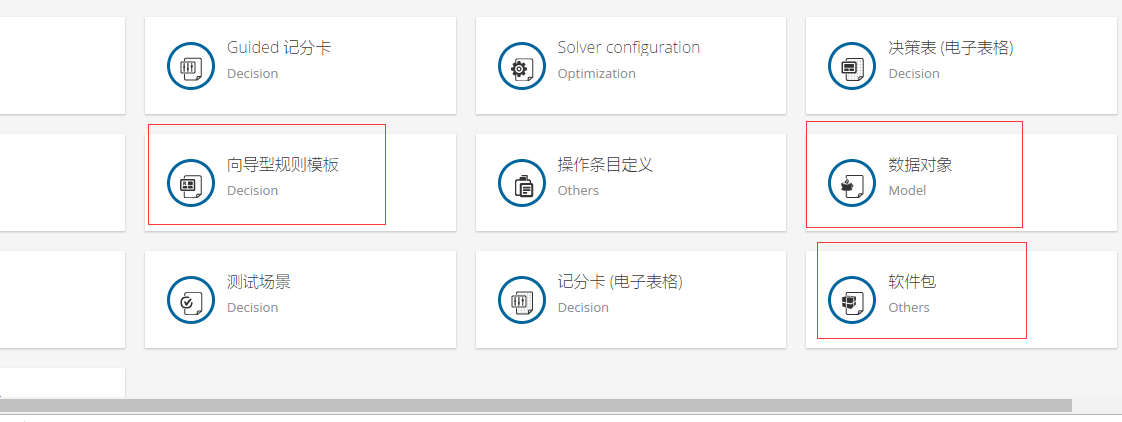 Guided 记分卡
Decision
Solver configuration
Optimization
决策表 (电子表格)
Decision
向导型规则模板
Decision
操作条目定义
Others
数据对象
Model
测试场景
Decision
记分卡 (电子表格)
Decision
软件包
Others